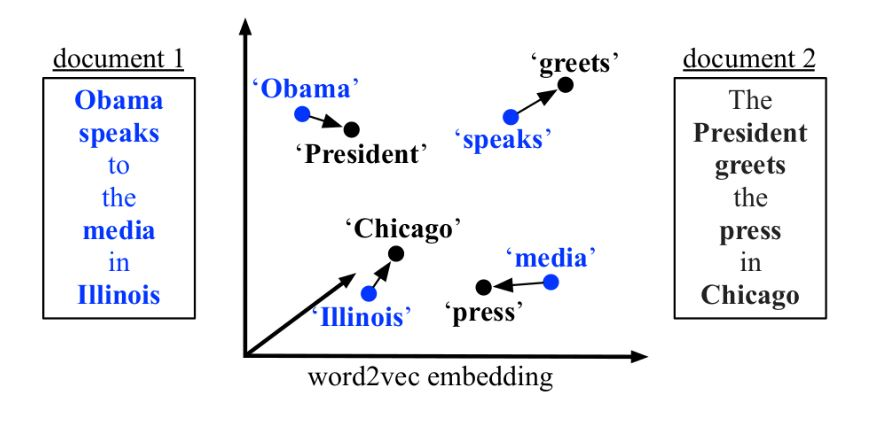 document 1
Obama
speaks
to
the
media
in
Illinois
‘Obama’
‘President’
‘greets’
‘speaks’
‘Chicago’
‘Illinois’
‘media’
‘press’
word2vec embedding
document 2
The
President
greets
the
press
in
Chicago